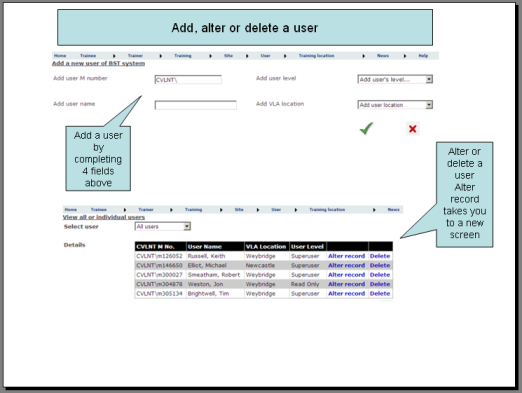 Add, alter or delete a user
Home Trainee Trainer Training Site User Training location News Help
Add a new user of BST system
Add user M number CVLNT\ Add user level Add user's level...
Add user name Add VLA location Add user location...
Add a user
by
completing
4 fields
above
Alter or
delete a
user
Alter
record
takes you
to a new
screen
Home Trainee Trainer Training Site User Training location News
View all or individual users
Select user All users
Details
CVLNT M No. User Name VLA Location User Level
CVLNT\m126052 Russell, Keith Weybridge Superuser Alter record Delete
CVLNT\m146650 Elliot, Michael Newcastle Superuser Alter record Delete
CVLNT\m300027 Smeatham, Robert Weybridge Superuser Alter record Delete
CVLNT\m304878 Weston, Jon Weybridge Read Only Alter record Delete
CVLNT\m305134 Brightwell, Tim Weybridge Superuser Alter record Delete